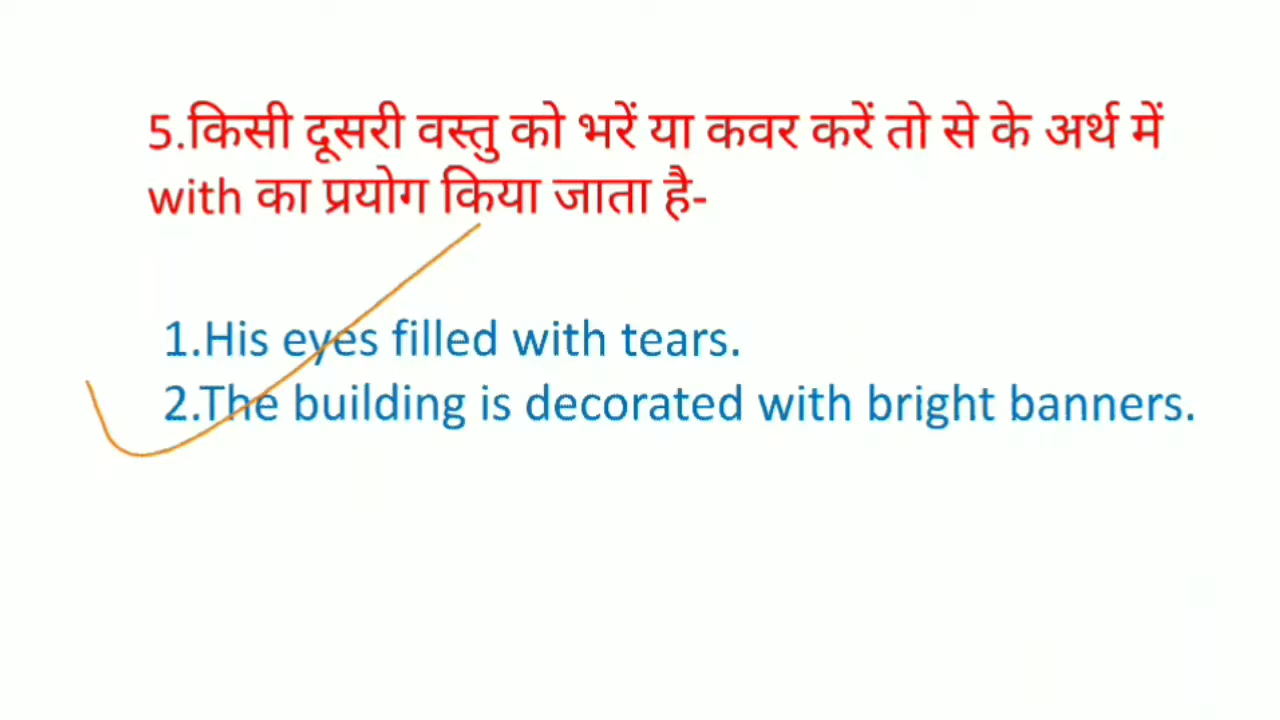 5.किसी दूसरी वस्तु को भरें या कवर करें तो से के अर्थ में
with का प्रयोग किया जाता है-
1.His eyes filled with tears.
2.The building is decorated with bright banners.